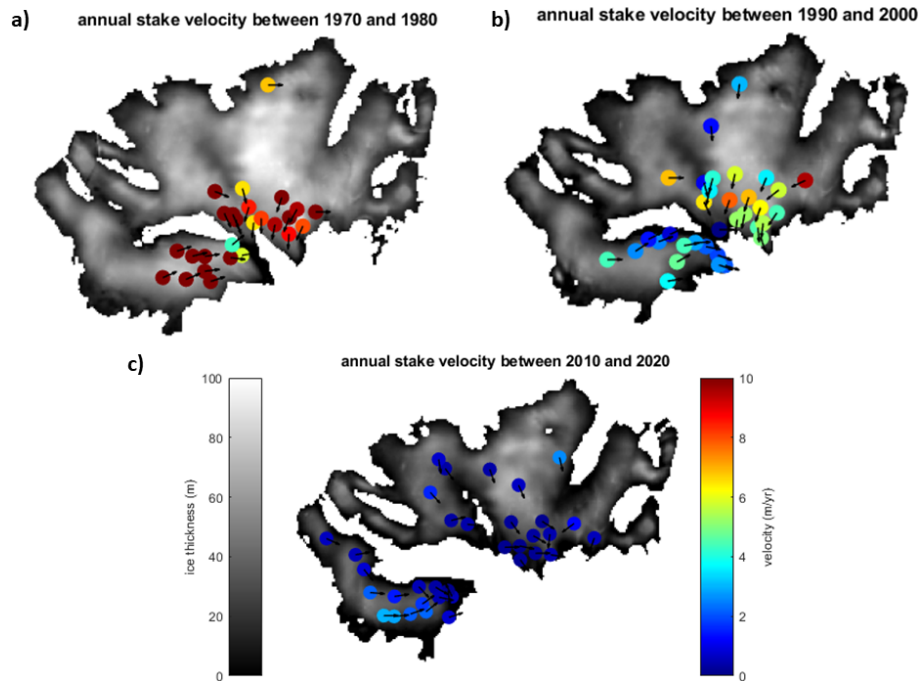 a)
annual stake velocity between 1970 and 1980
b)
annual stake velocity between 1990 and 2000
c)
annual stake velocity between 2010 and 2020
100
80
60
40
20
0
ice thickness (m)
10
8
6
4
2
0
velocity (m/yr)